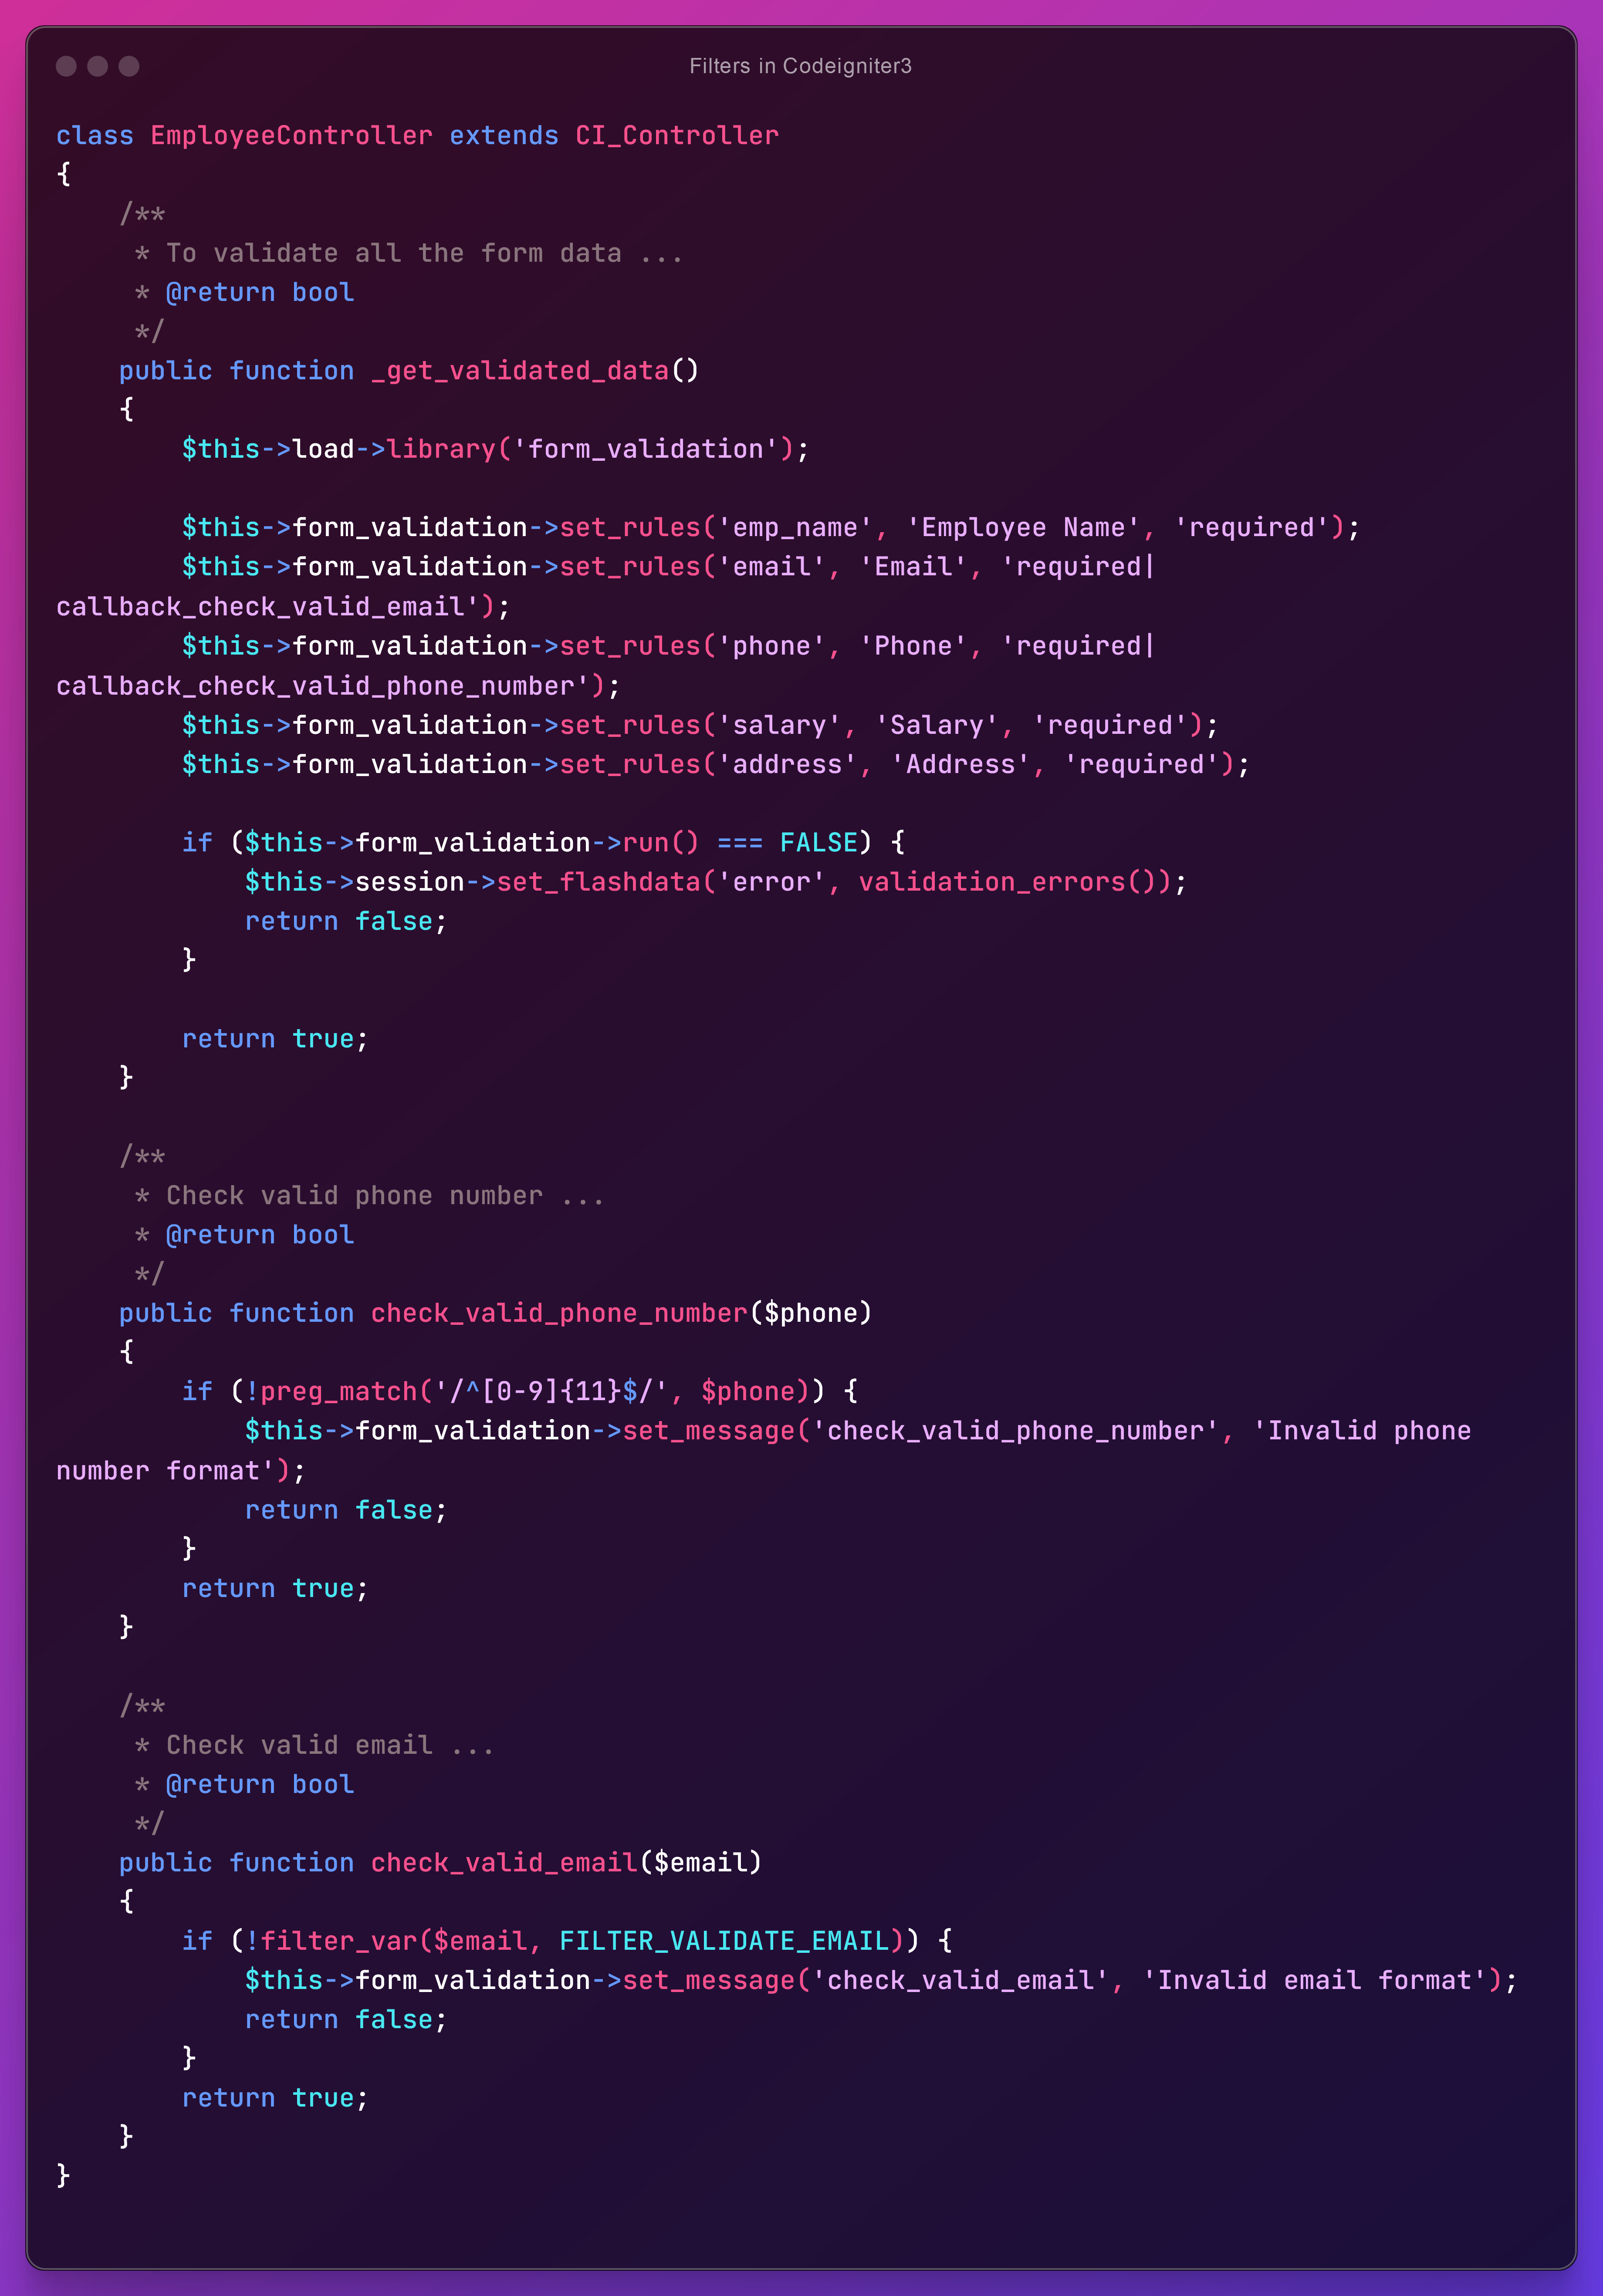 Filters in Codeigniter3
class EmployeeController extends CI_Controller
{
    /**
     * To validate all the form data ...
     * @return bool
     */
    public function _get_validated_data()
    {
        $this->load->library('form_validation');

        $this->form_validation->set_rules('emp_name', 'Employee Name', 'required');
        $this->form_validation->set_rules('email', 'Email', 'required|
callback_check_valid_email');
        $this->form_validation->set_rules('phone', 'Phone', 'required|
callback_check_valid_phone_number');
        $this->form_validation->set_rules('salary', 'Salary', 'required');
        $this->form_validation->set_rules('address', 'Address', 'required');

        if ($this->form_validation->run() === FALSE) {
            $this->session->set_flashdata('error', validation_errors());
            return false;
        }

        return true;
    }

    /**
     * Check valid phone number ...
     * @return bool
     */
    public function check_valid_phone_number($phone)
    {
        if (!preg_match('/^[0-9]{11}$/', $phone)) {
            $this->form_validation->set_message('check_valid_phone_number', 'Invalid phone
number format');
            return false;
        }
        return true;
    }

    /**
     * Check valid email ...
     * @return bool
     */
    public function check_valid_email($email)
    {
        if (!filter_var($email, FILTER_VALIDATE_EMAIL)) {
            $this->form_validation->set_message('check_valid_email', 'Invalid email format');
            return false;
        }
        return true;
    }
}